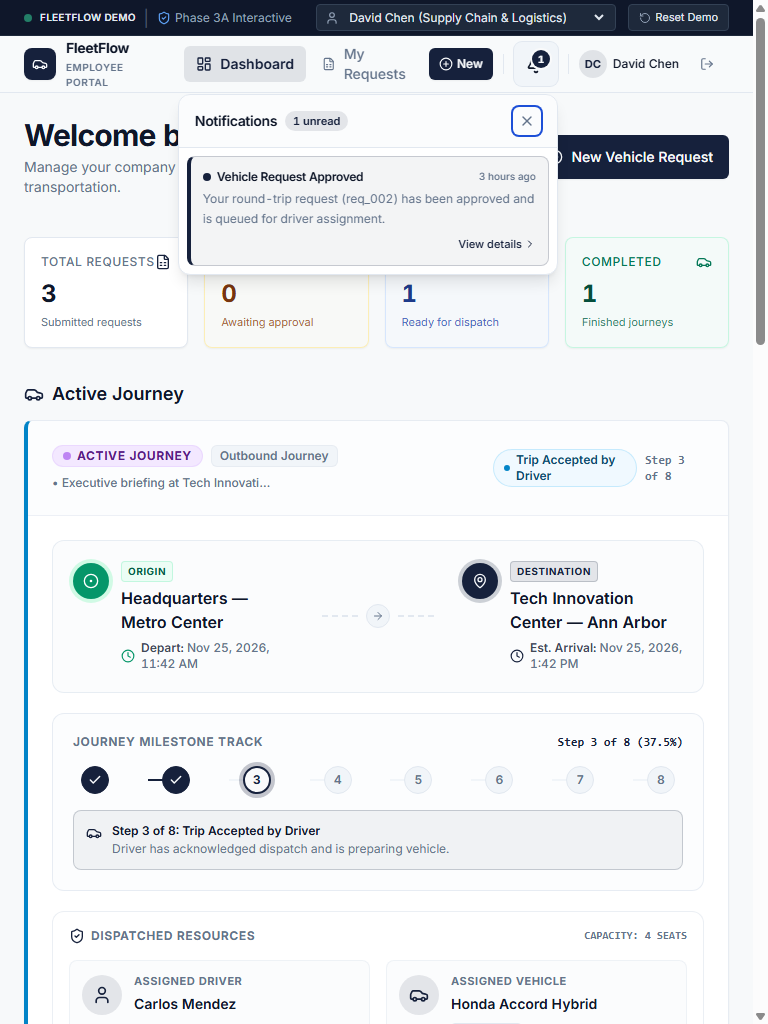 FLEETFLOW DEMO
Phase 3A Interactive
David Chen (Supply Chain & Logistics)
Reset Demo
FleetFlow
EMPLOYEE
PORTAL
Dashboard
My
Requests
New
1
DC
David Chen
Notifications
1 unread
Vehicle Request Approved
3 hours ago
Your round-trip request (req_002) has been approved and
is queued for driver assignment.
View details
Welcome b
Manage your company
transportation.
New Vehicle Request
TOTAL REQUESTS
3
Submitted requests
0
Awaiting approval
1
Ready for dispatch
COMPLETED
1
Finished journeys
Active Journey
ACTIVE JOURNEY
Outbound Journey
• Executive briefing at Tech Innovati...
Trip Accepted by
Driver
Step 3
of 8
ORIGIN
Headquarters —
Metro Center
Depart: Nov 25, 2026,
11:42 AM
DESTINATION
Tech Innovation
Center — Ann Arbor
Est. Arrival: Nov 25, 2026,
1:42 PM
JOURNEY MILESTONE TRACK
Step 3 of 8 (37.5%)
3
4
5
6
7
8
Step 3 of 8: Trip Accepted by Driver
Driver has acknowledged dispatch and is preparing vehicle.
DISPATCHED RESOURCES
CAPACITY: 4 SEATS
ASSIGNED DRIVER
Carlos Mendez
ASSIGNED VEHICLE
Honda Accord Hybrid